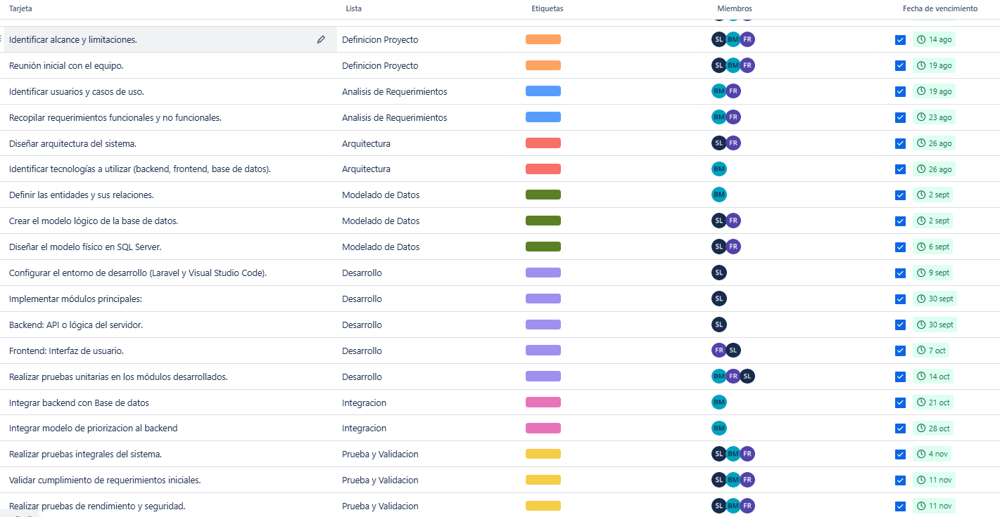 Tarjeta Lista Etiquetas Miembros Fecha de vencimiento
Identificar alcance y limitaciones. Definicion Proyecto SL BM FR 14 ago
Reunión inicial con el equipo. Definicion Proyecto SL BM FR 19 ago
Identificar usuarios y casos de uso. Analisis de Requerimientos BM FR 19 ago
Recopilar requerimientos funcionales y no funcionales. Analisis de Requerimientos BM FR 23 ago
Diseñar arquitectura del sistema. Arquitectura SL FR 26 ago
Identificar tecnologías a utilizar (backend, frontend, base de datos). Arquitectura BM 26 ago
Definir las entidades y sus relaciones. Modelado de Datos BM 2 sept
Crear el modelo lógico de la base de datos. Modelado de Datos SL FR 2 sept
Diseñar el modelo físico en SQL Server. Modelado de Datos SL FR 6 sept
Configurar el entorno de desarrollo (Laravel y Visual Studio Code). Desarrollo SL 9 sept
Implementar módulos principales: Desarrollo SL 30 sept
Backend: API o lógica del servidor. Desarrollo SL 30 sept
Frontend: Interfaz de usuario. Desarrollo FR SL 7 oct
Realizar pruebas unitarias en los módulos desarrollados. Desarrollo BM FR SL 14 oct
Integrar backend con Base de datos Integracion BM 21 oct
Integrar modelo de priorizacion al backend Integracion BM 28 oct
Realizar pruebas integrales del sistema. Prueba y Validacion SL BM FR 4 nov
Validar cumplimiento de requerimientos iniciales. Prueba y Validacion SL BM FR 11 nov
Realizar pruebas de rendimiento y seguridad. Prueba y Validacion SL BM FR 11 nov